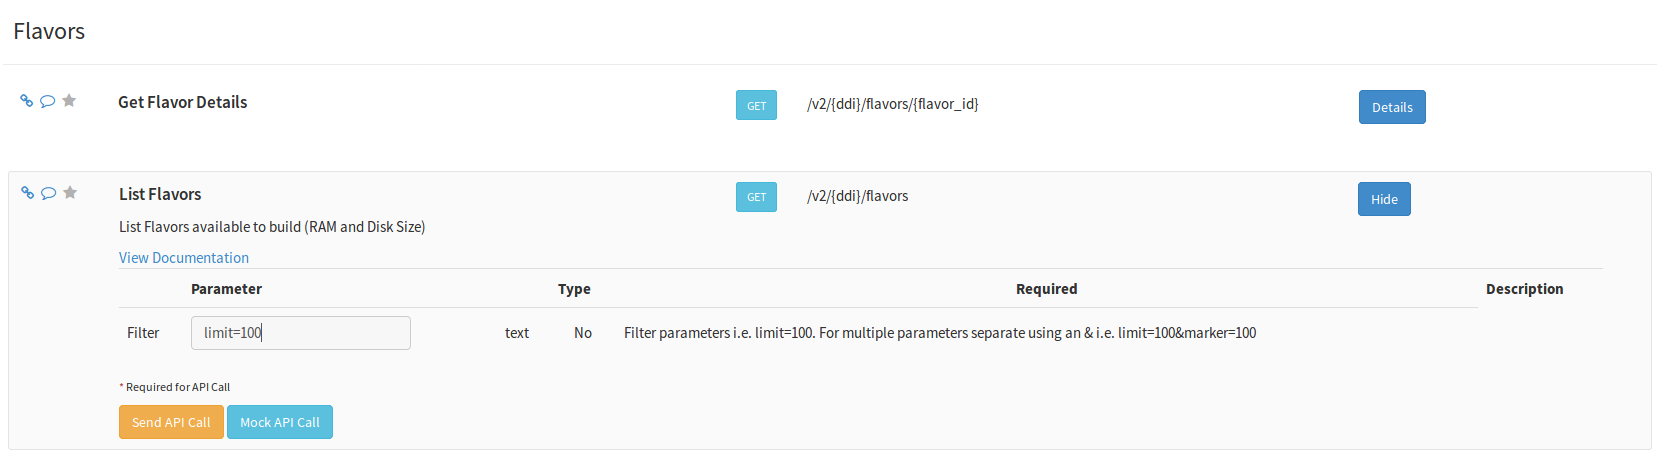 Flavors
Get Flavor Details GET /v2/{ddi}/flavors/{flavor_id} Details
List Flavors GET /v2/{ddi}/flavors Hide
List Flavors available to build (RAM and Disk Size)
View Documentation
Parameter Type Required Description
Filter limit=100 text No Filter parameters i.e. limit=100. For multiple parameters separate using an & i.e. limit=100&marker=100
* Required for API Call
Send API Call Mock API Call